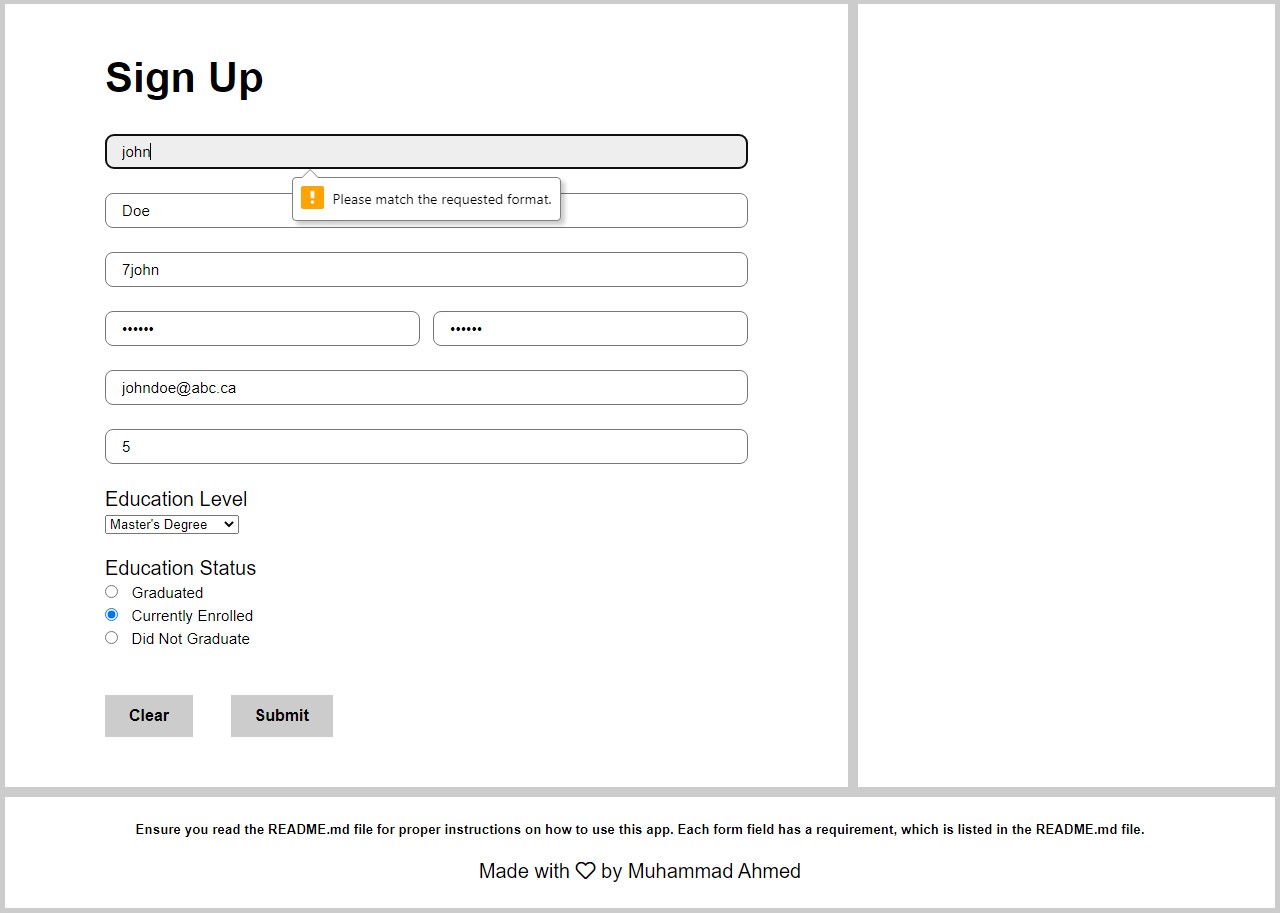 Sign Up
john
Please match the requested format.
Doe
7john
•••••• ••••••
johndoe@abc.ca
5
Education Level
Master's Degree
Education Status
Graduated
Currently Enrolled
Did Not Graduate
Clear Submit
Ensure you read the README.md file for proper instructions on how to use this app. Each form field has a requirement, which is listed in the README.md file.
Made with ♡ by Muhammad Ahmed